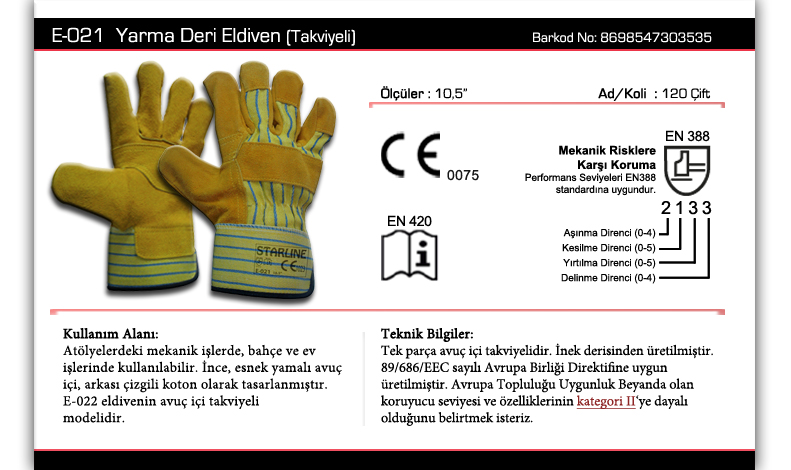 E-021 Yarma Deri Eldiven (Takviyeli)
Barkod No: 8698547303535
Ölçüler : 10,5”
Ad/Koli : 120 Çift
CE 0075
EN 388
Mekanik Risklere
Karşı Koruma
Performans Seviyeleri EN388
standardına uygundur.
2 1 3 3
Aşınma Direnci (0-4)
Kesilme Direnci (0-5)
Yırtılma Direnci (0-5)
Delinme Direnci (0-4)
EN 420
i
STARLINE
CE
E-021
Kullanım Alanı:
Atölyelerdeki mekanik işlerde, bahçe ve ev
işlerinde kullanılabilir. İnce, esnek yamalı avuç
içi, arkası çizgili koton olarak tasarlanmıştır.
E-022 eldivenin avuç içi takviyeli
modelidir.
Teknik Bilgiler:
Tek parça avuç içi takviyelidir. İnek derisinden üretilmiştir.
89/686/EEC sayılı Avrupa Birliği Direktifine uygun
üretilmiştir. Avrupa Topluluğu Uygunluk Beyanda olan
koruyucu seviyesi ve özelliklerinin kategori II‘ye dayalı
olduğunu belirtmek isteriz.